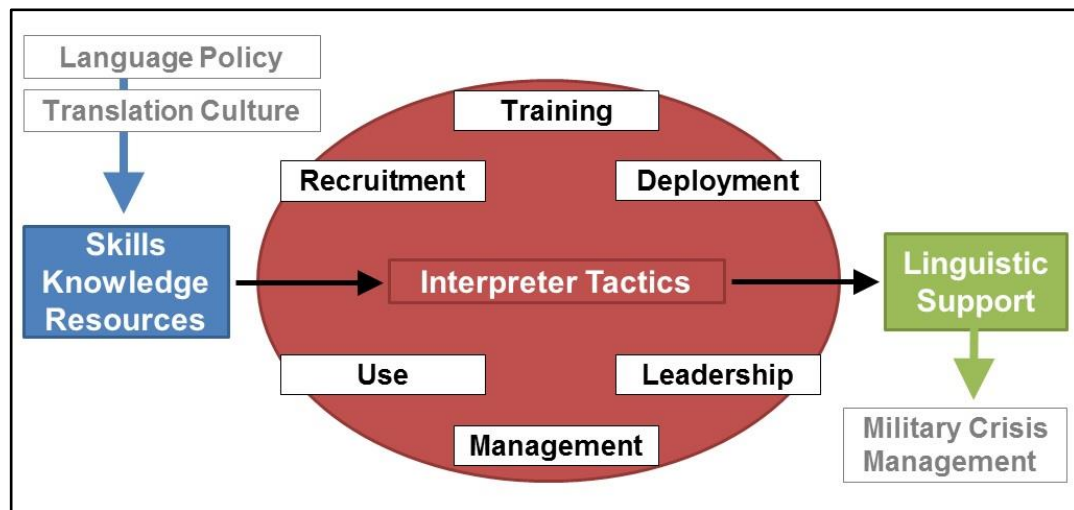 Language Policy
Translation Culture
Training
Recruitment
Deployment
Skills
Knowledge
Resources
Interpreter Tactics
Linguistic
Support
Use
Leadership
Management
Military Crisis
Management